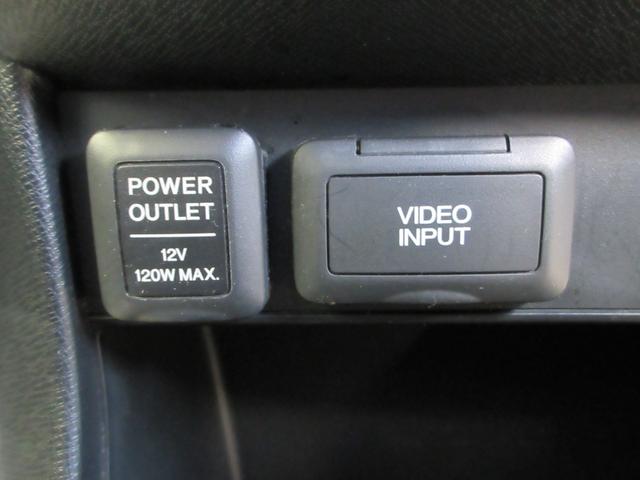 POWER
OUTLET
12V
120W MAX.
VIDEO
INPUT